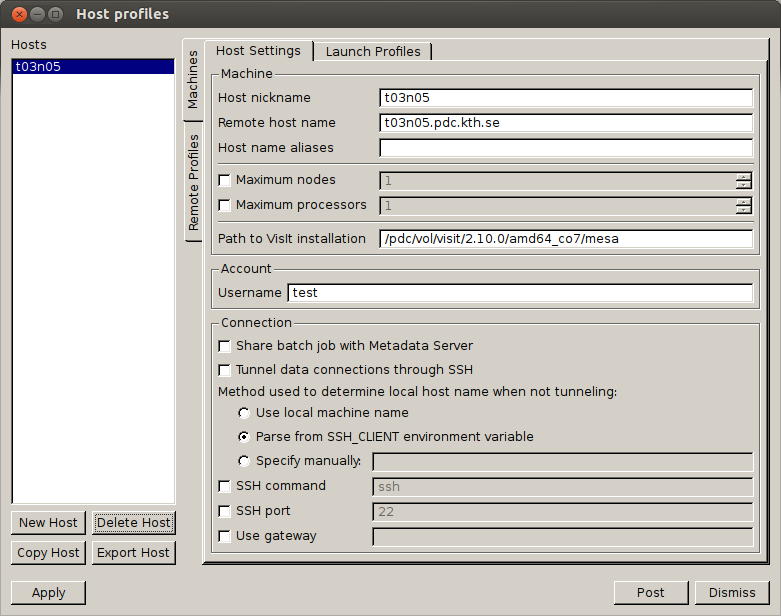 Host profiles
Hosts
t03n05
Machines
Remote Profiles
Host Settings
Launch Profiles
Machine
Host nickname t03n05
Remote host name t03n05.pdc.kth.se
Host name aliases
Maximum nodes 1
Maximum processors 1
Path to VisIt installation /pdc/vol/visit/2.10.0/amd64_co7/mesa
Account
Username test
Connection
Share batch job with Metadata Server
Tunnel data connections through SSH
Method used to determine local host name when not tunneling:
Use local machine name
Parse from SSH_CLIENT environment variable
Specify manually:
SSH command ssh
SSH port 22
Use gateway
New Host Delete Host
Copy Host Export Host
Apply Post Dismiss